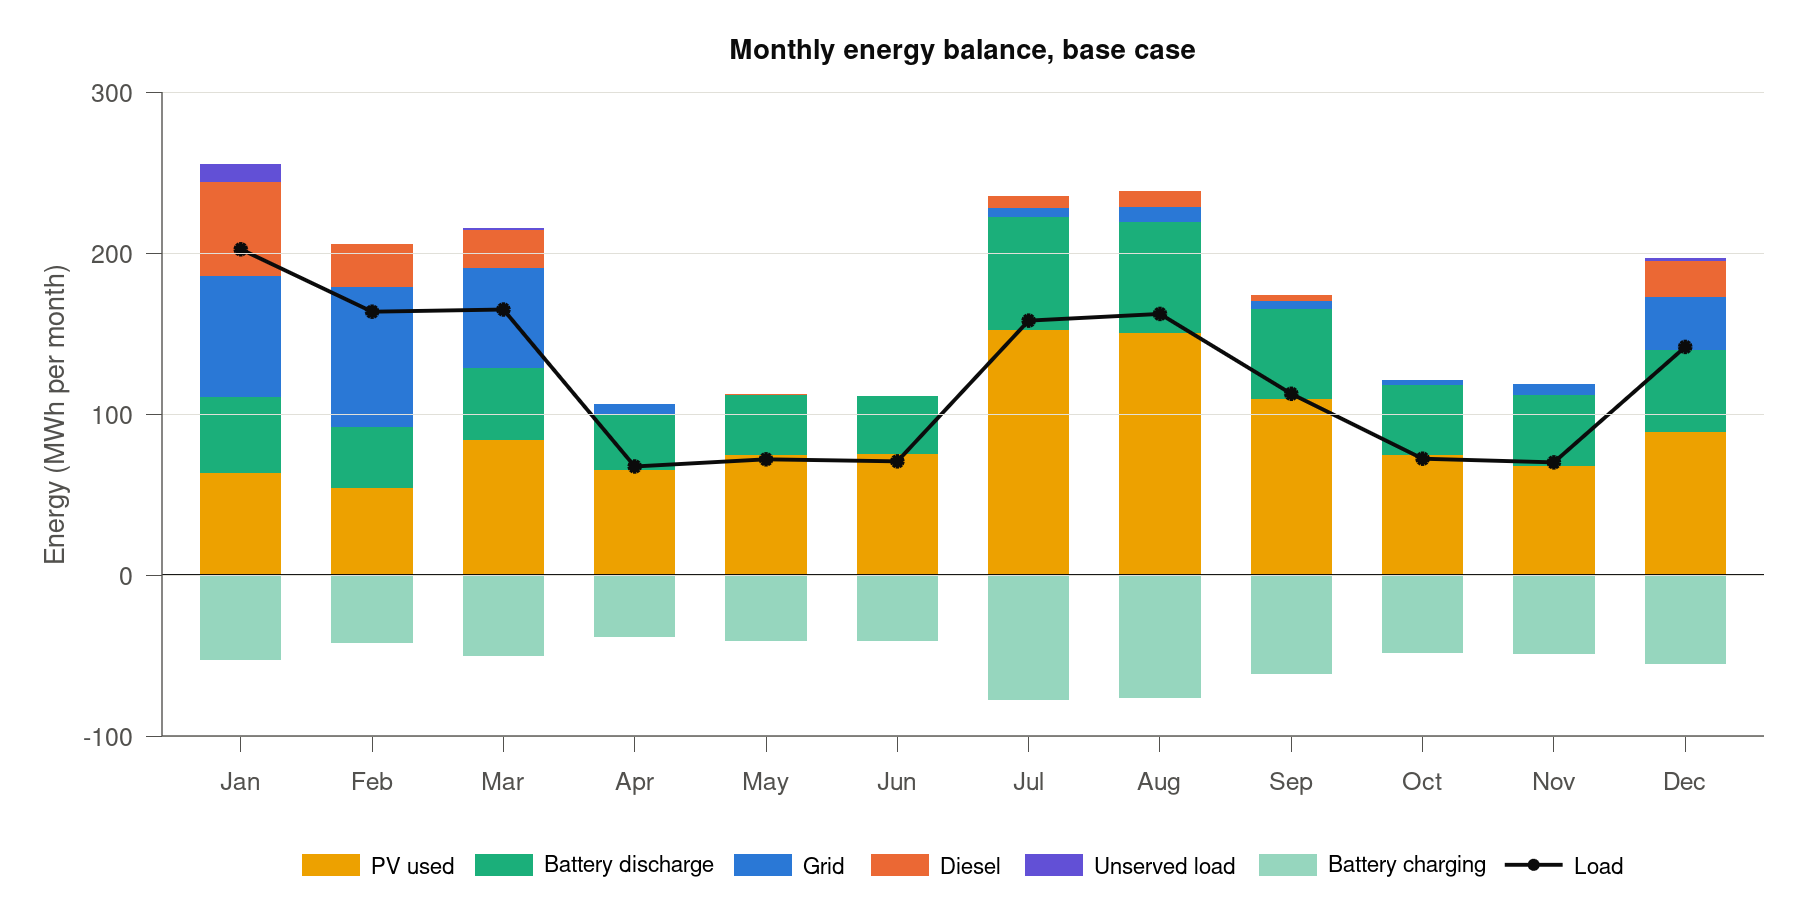 Monthly energy balance, base case
300
200
100
0
-100
Energy (MWh per month)
Jan Feb Mar Apr May Jun Jul Aug Sep Oct Nov Dec
PV used Battery discharge Grid Diesel Unserved load Battery charging Load